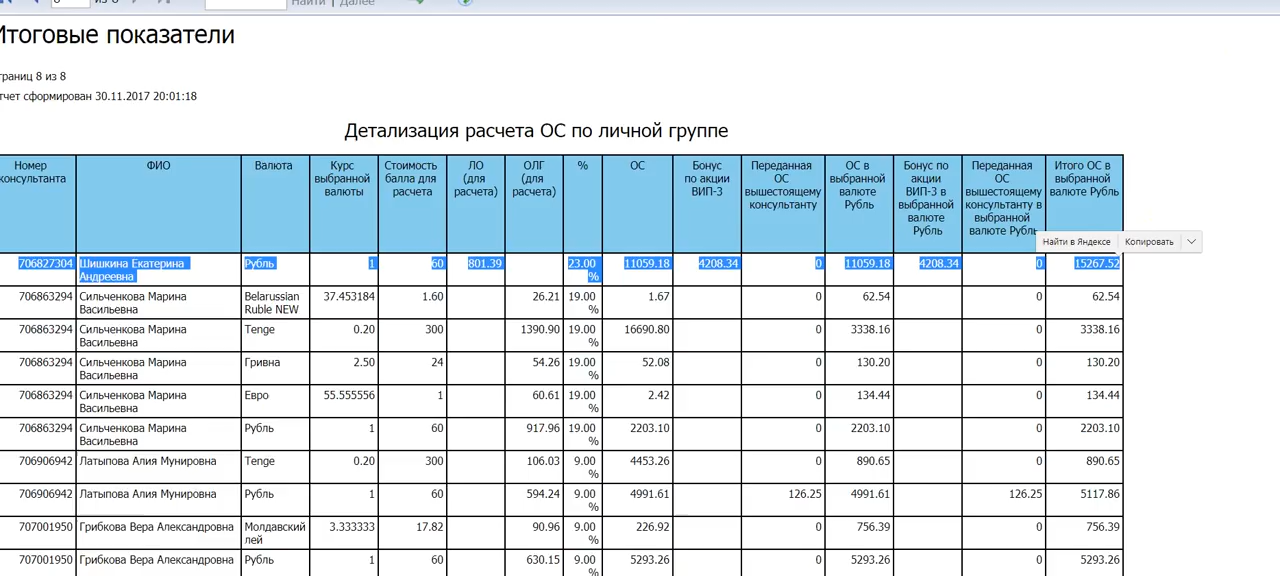 Найти | Далее
Итоговые показатели
траниц 8 из 8
тчет сформирован 30.11.2017 20:01:18
Детализация расчета ОС по личной группе
Номер консультанта ФИО Валюта Курс выбранной валюты Стоимость балла для расчета ЛО (для расчета) ОЛГ (для расчета) % ОС Бонус по акции ВИП-3 Переданная ОС вышестоящему консультанту ОС в выбранной валюте Рубль Бонус по акции ВИП-3 в выбранной валюте Рубль Переданная ОС вышестоящему консультанту в выбранной валюте Рубль Итого ОС в выбранной валюте Рубль
Найти в Яндексе Копировать
706827304 Шишкина Екатерина Андреевна Рубль 1 60 801.39 23.00 % 11059.18 4208.34 0 11059.18 4208.34 0 15267.52
706863294 Сильченкова Марина Васильевна Belarussian Ruble NEW 37.453184 1.60 26.21 19.00 % 1.67 0 62.54 0 62.54
706863294 Сильченкова Марина Васильевна Tenge 0.20 300 1390.90 19.00 % 16690.80 0 3338.16 0 3338.16
706863294 Сильченкова Марина Васильевна Гривна 2.50 24 54.26 19.00 % 52.08 0 130.20 0 130.20
706863294 Сильченкова Марина Васильевна Евро 55.555556 1 60.61 19.00 % 2.42 0 134.44 0 134.44
706863294 Сильченкова Марина Васильевна Рубль 1 60 917.96 19.00 % 2203.10 0 2203.10 0 2203.10
706906942 Латыпова Алия Мунировна Tenge 0.20 300 106.03 9.00 % 4453.26 0 890.65 0 890.65
706906942 Латыпова Алия Мунировна Рубль 1 60 594.24 9.00 % 4991.61 126.25 4991.61 126.25 5117.86
707001950 Грибкова Вера Александровна Молдавский лей 3.333333 17.82 90.96 9.00 % 226.92 0 756.39 0 756.39
707001950 Грибкова Вера Александровна Рубль 1 60 630.15 9.00 % 5293.26 0 5293.26 0 5293.26